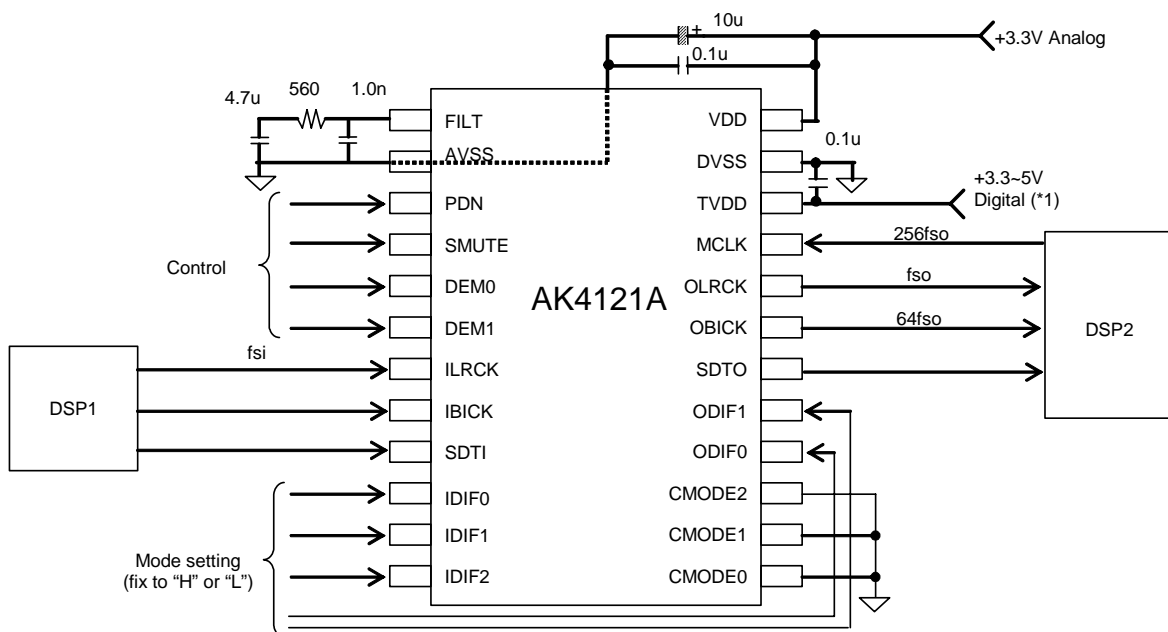 10u
+
+3.3V Analog
0.1u
4.7u
560
1.0n
FILT
VDD
0.1u
AVSS
DVSS
+3.3~5V
Digital (*1)
PDN
TVDD
SMUTE
MCLK
256fso
Control
DEM0
AK4121A
OLRCK
fso
DEM1
OBICK
64fso
DSP2
fsi
ILRCK
SDTO
DSP1
IBICK
ODIF1
SDTI
ODIF0
IDIF0
CMODE2
IDIF1
CMODE1
Mode setting
(fix to “H” or “L”)
IDIF2
CMODE0